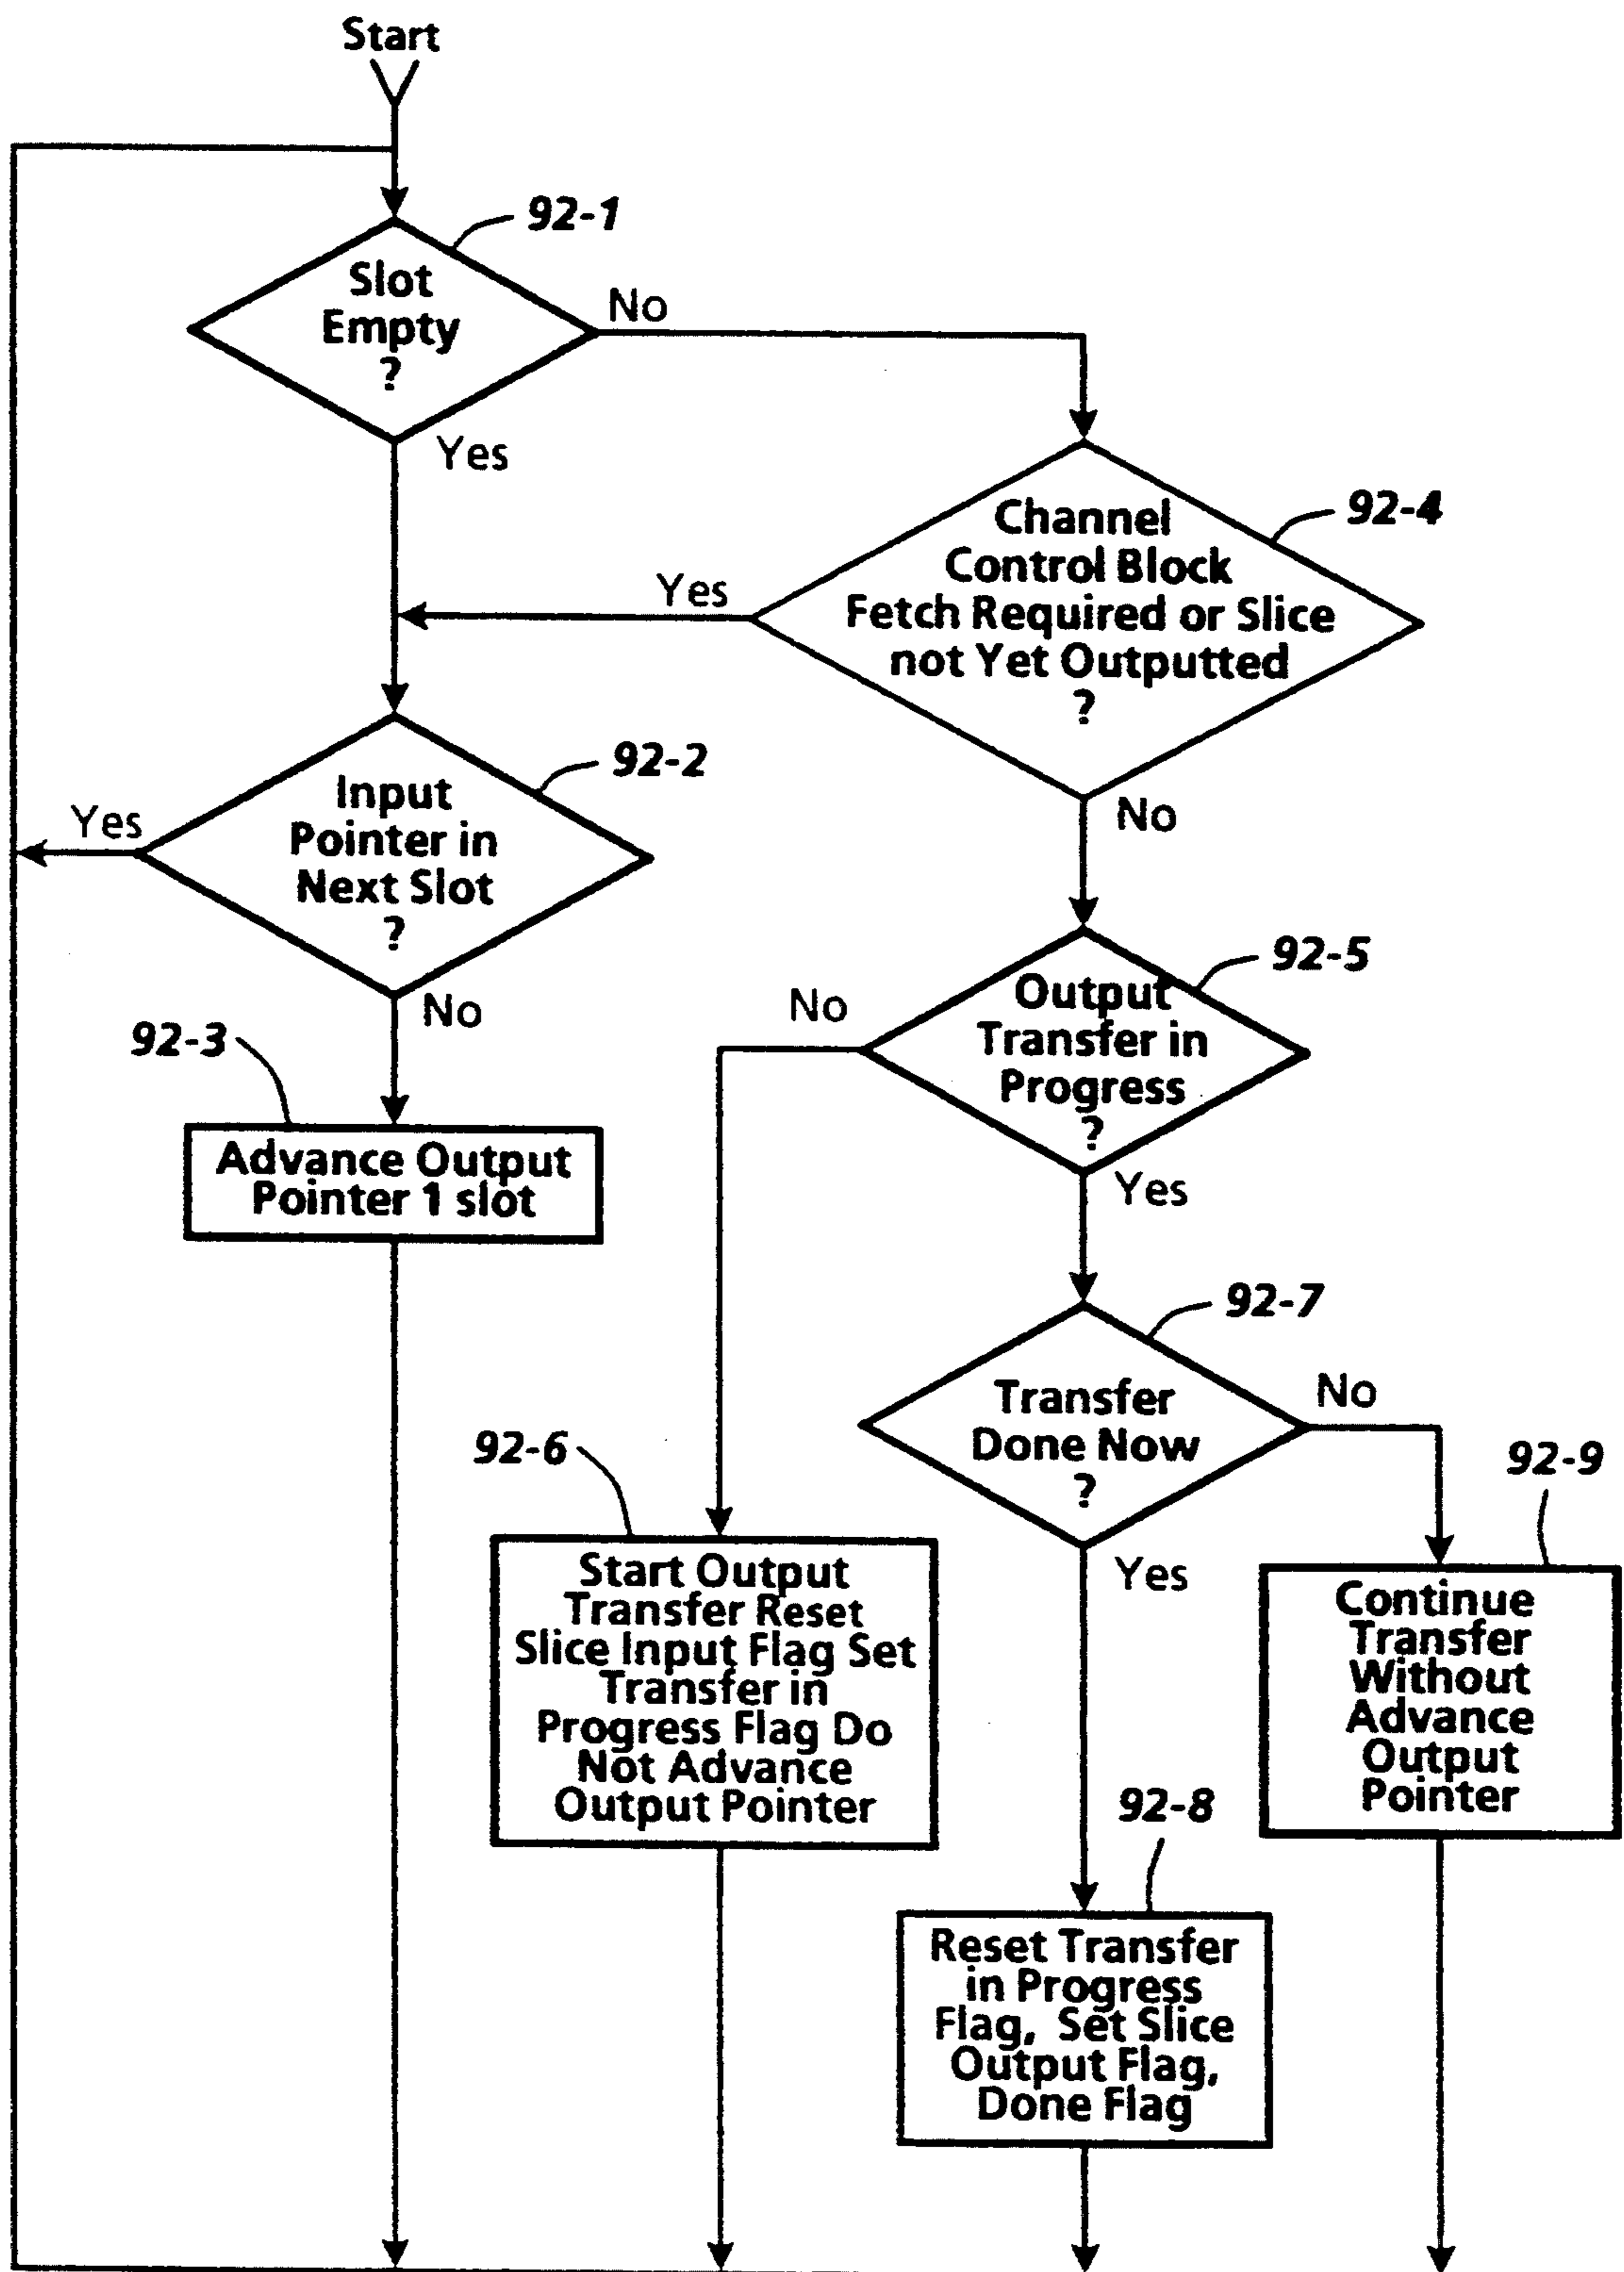 Start
92-1
Slot
Empty
?
No
Yes
92-4
Channel
Control Block
Fetch Required or Slice
not Yet Outputted
?
Yes
No
92-2
Input
Pointer in
Next Slot
?
Yes
No
92-3
Advance Output
Pointer 1 slot
92-5
Output
Transfer in
Progress
?
No
Yes
92-7
Transfer
Done Now
?
No
Yes
92-6
Start Output
Transfer Reset
Slice Input Flag Set
Transfer in
Progress Flag Do
Not Advance
Output Pointer
92-9
Continue
Transfer
Without
Advance
Output
Pointer
92-8
Reset Transfer
in Progress
Flag, Set Slice
Output Flag,
Done Flag